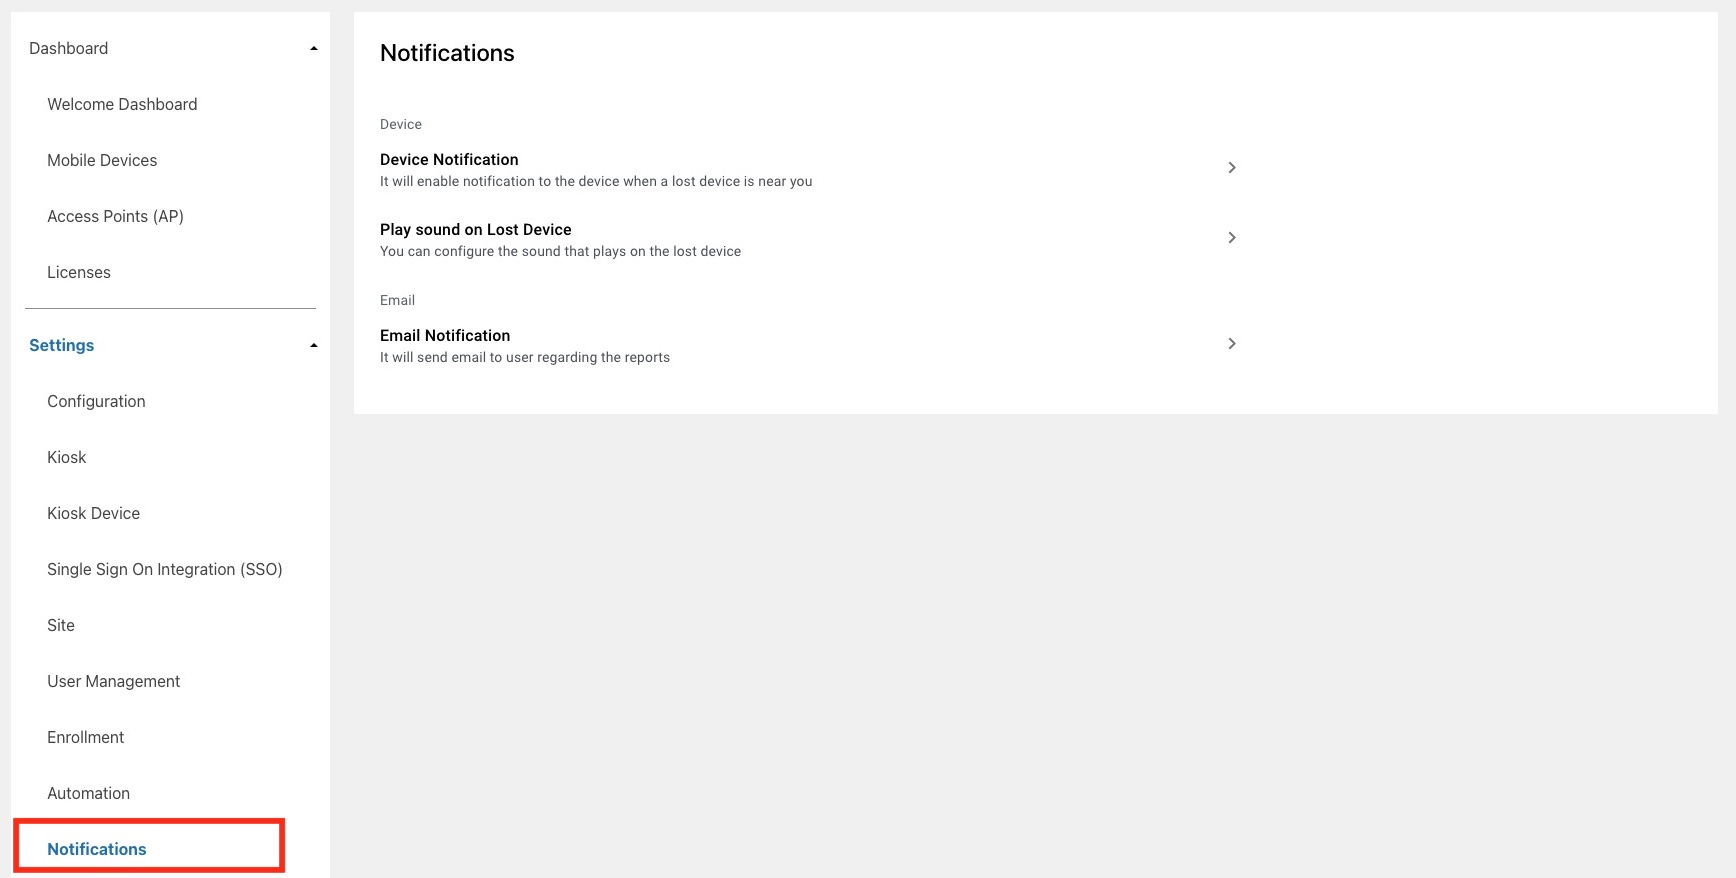 Dashboard
Welcome Dashboard
Mobile Devices
Access Points (AP)
Licenses
Settings
Configuration
Kiosk
Kiosk Device
Single Sign On Integration (SSO)
Site
User Management
Enrollment
Automation
Notifications
Notifications
Device
Device Notification
It will enable notification to the device when a lost device is near you
Play sound on Lost Device
You can configure the sound that plays on the lost device
Email
Email Notification
It will send email to user regarding the reports